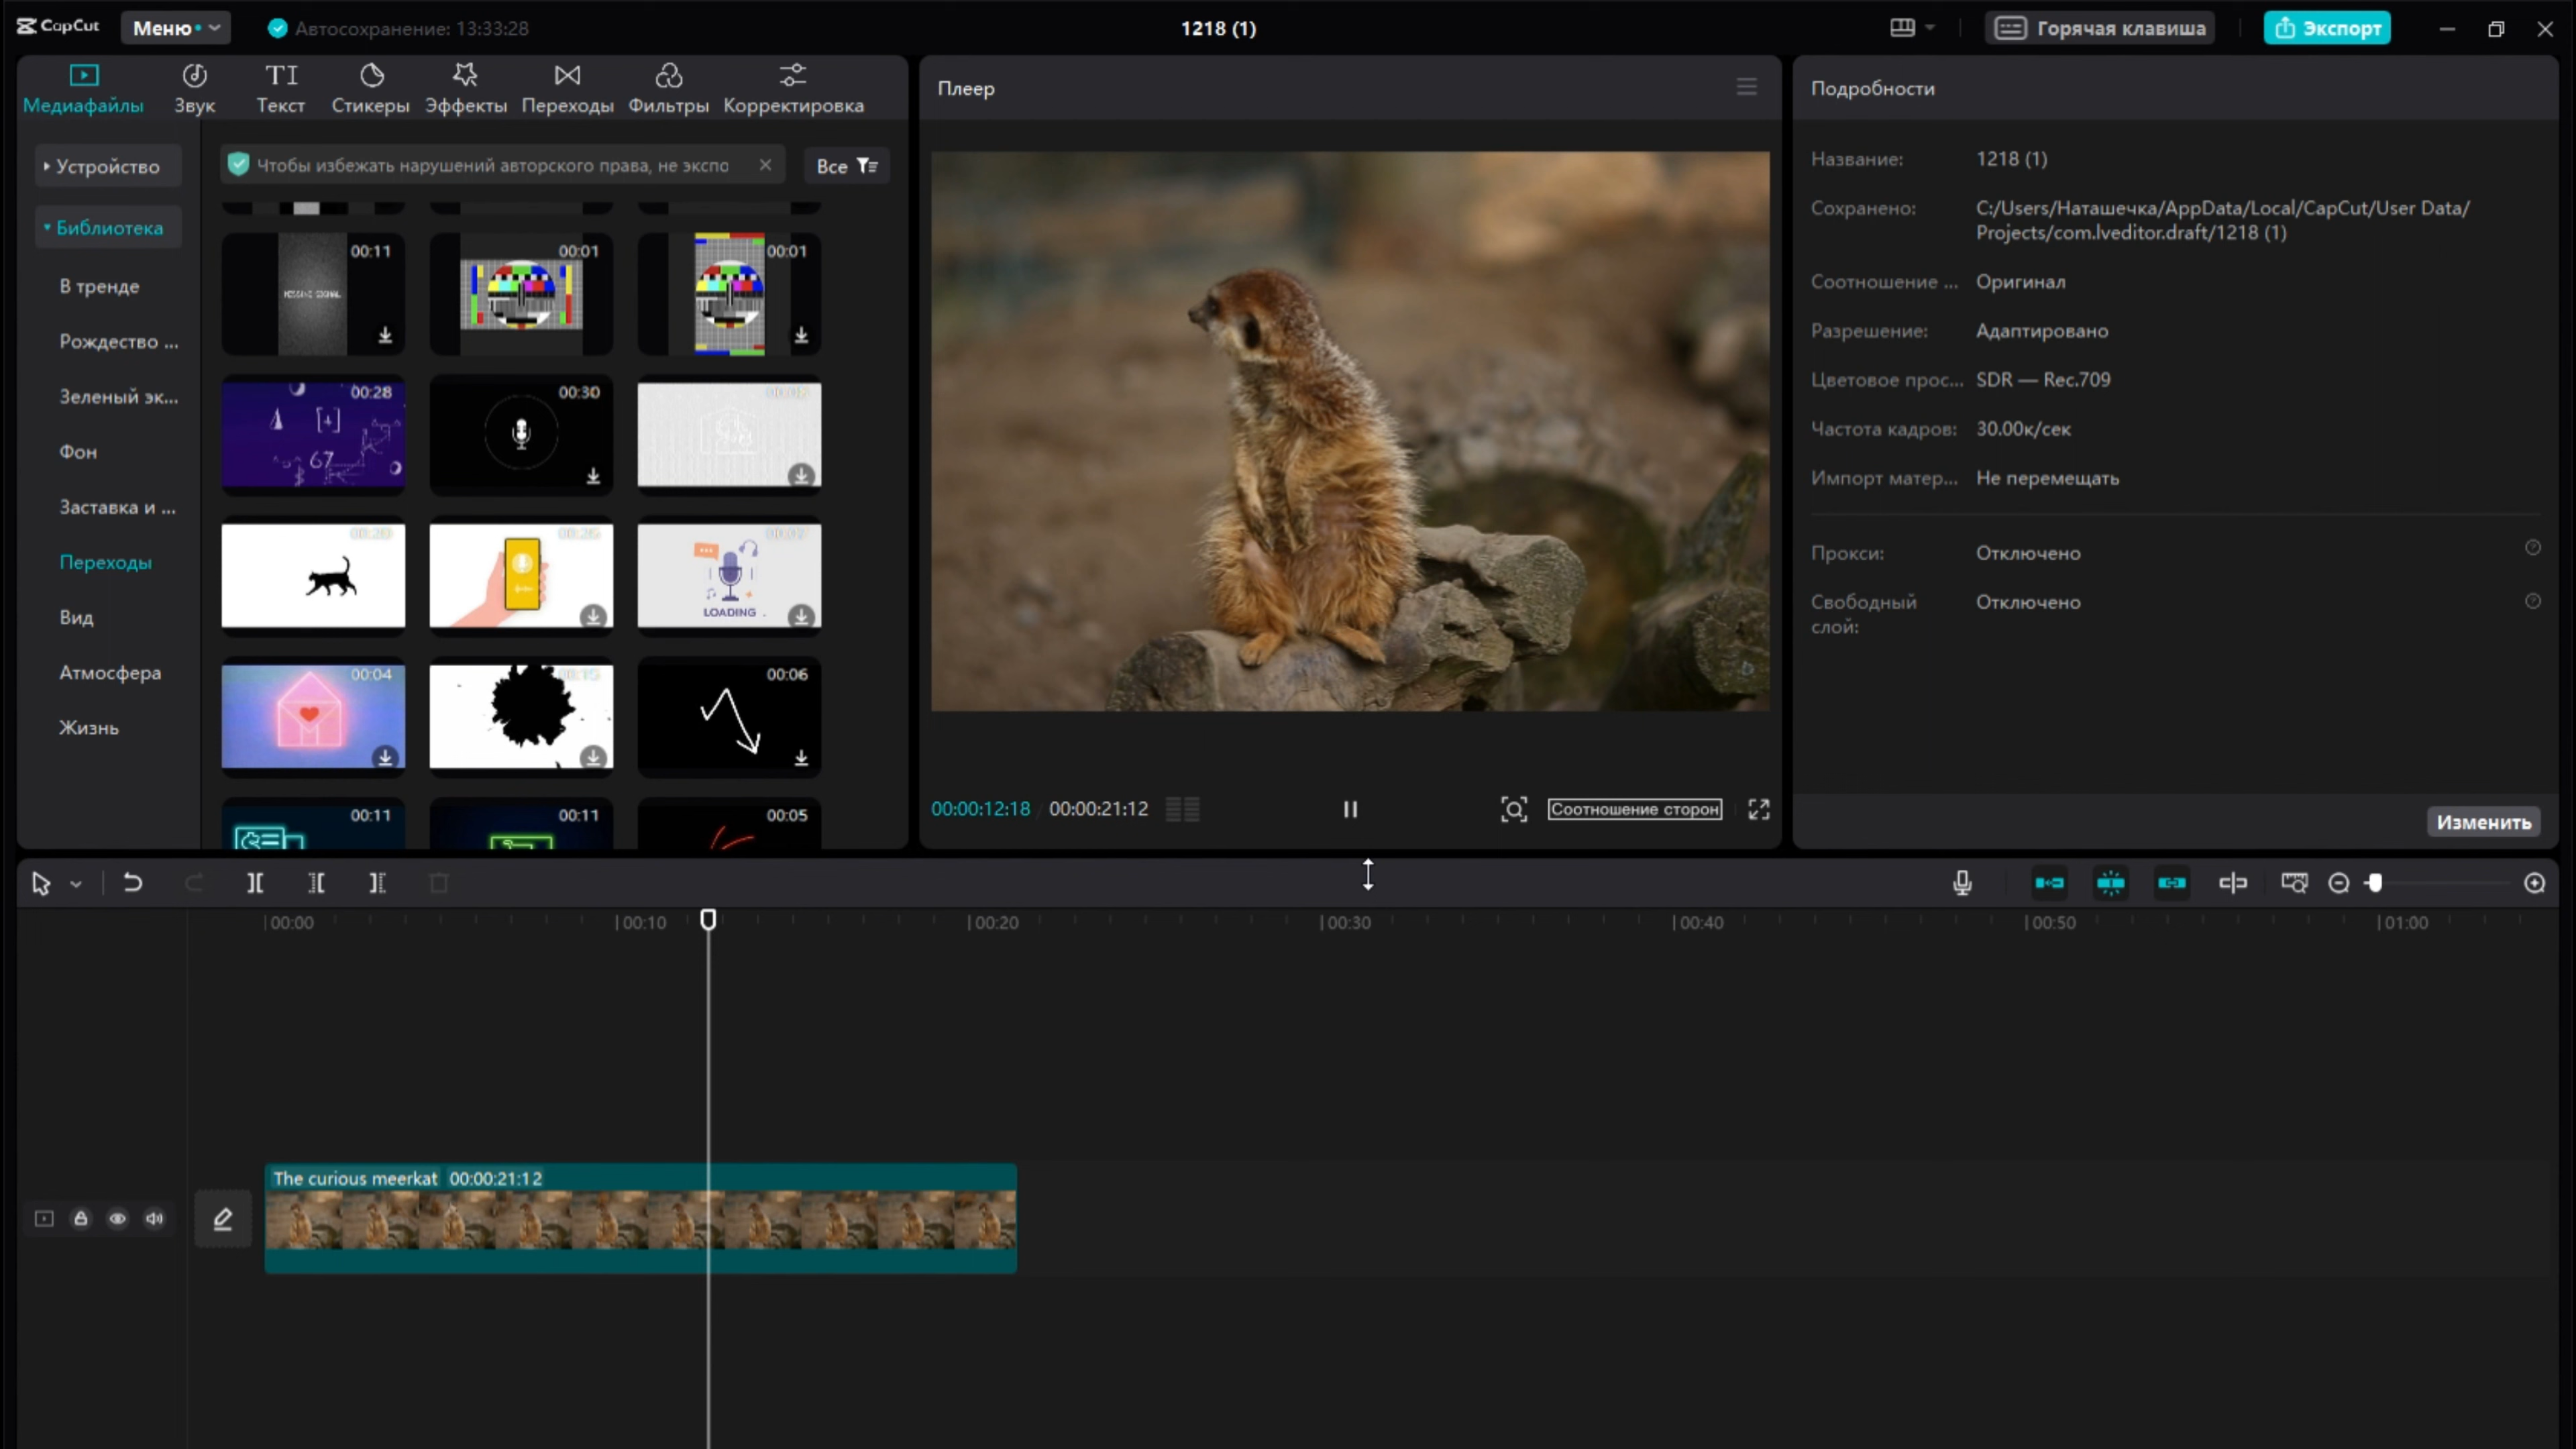 CapCut
Меню
Автосохранение: 13:33:28
1218 (1)
Горячая клавиша
Экспорт
Медиафайлы
Звук
Текст
Стикеры
Эффекты
Переходы
Фильтры
Корректировка
Устройство
Библиотека
В тренде
Рождество ...
Зеленый эк...
Фон
Заставка и ...
Переходы
Вид
Атмосфера
Жизнь
Чтобы избежать нарушений авторского права, не экспо
Все
00:11
00:01
00:01
00:28
67
00:30
LOADING
00:04
00:15
00:06
00:11
00:11
00:05
Плеер
00:00:12:18 / 00:00:21:12
Соотношение сторон
Подробности
Название: 1218 (1)
Сохранено: C:/Users/Наташечка/AppData/Local/CapCut/User Data/
Projects/com.lveditor.draft/1218 (1)
Соотношение ... Оригинал
Разрешение: Адаптировано
Цветовое прос... SDR — Rec.709
Частота кадров: 30.00к/сек
Импорт матер... Не перемещать
Прокси: Отключено
Свободный слой: Отключено
Изменить
00:00
00:10
00:20
00:30
00:40
00:50
01:00
The curious meerkat 00:00:21:12